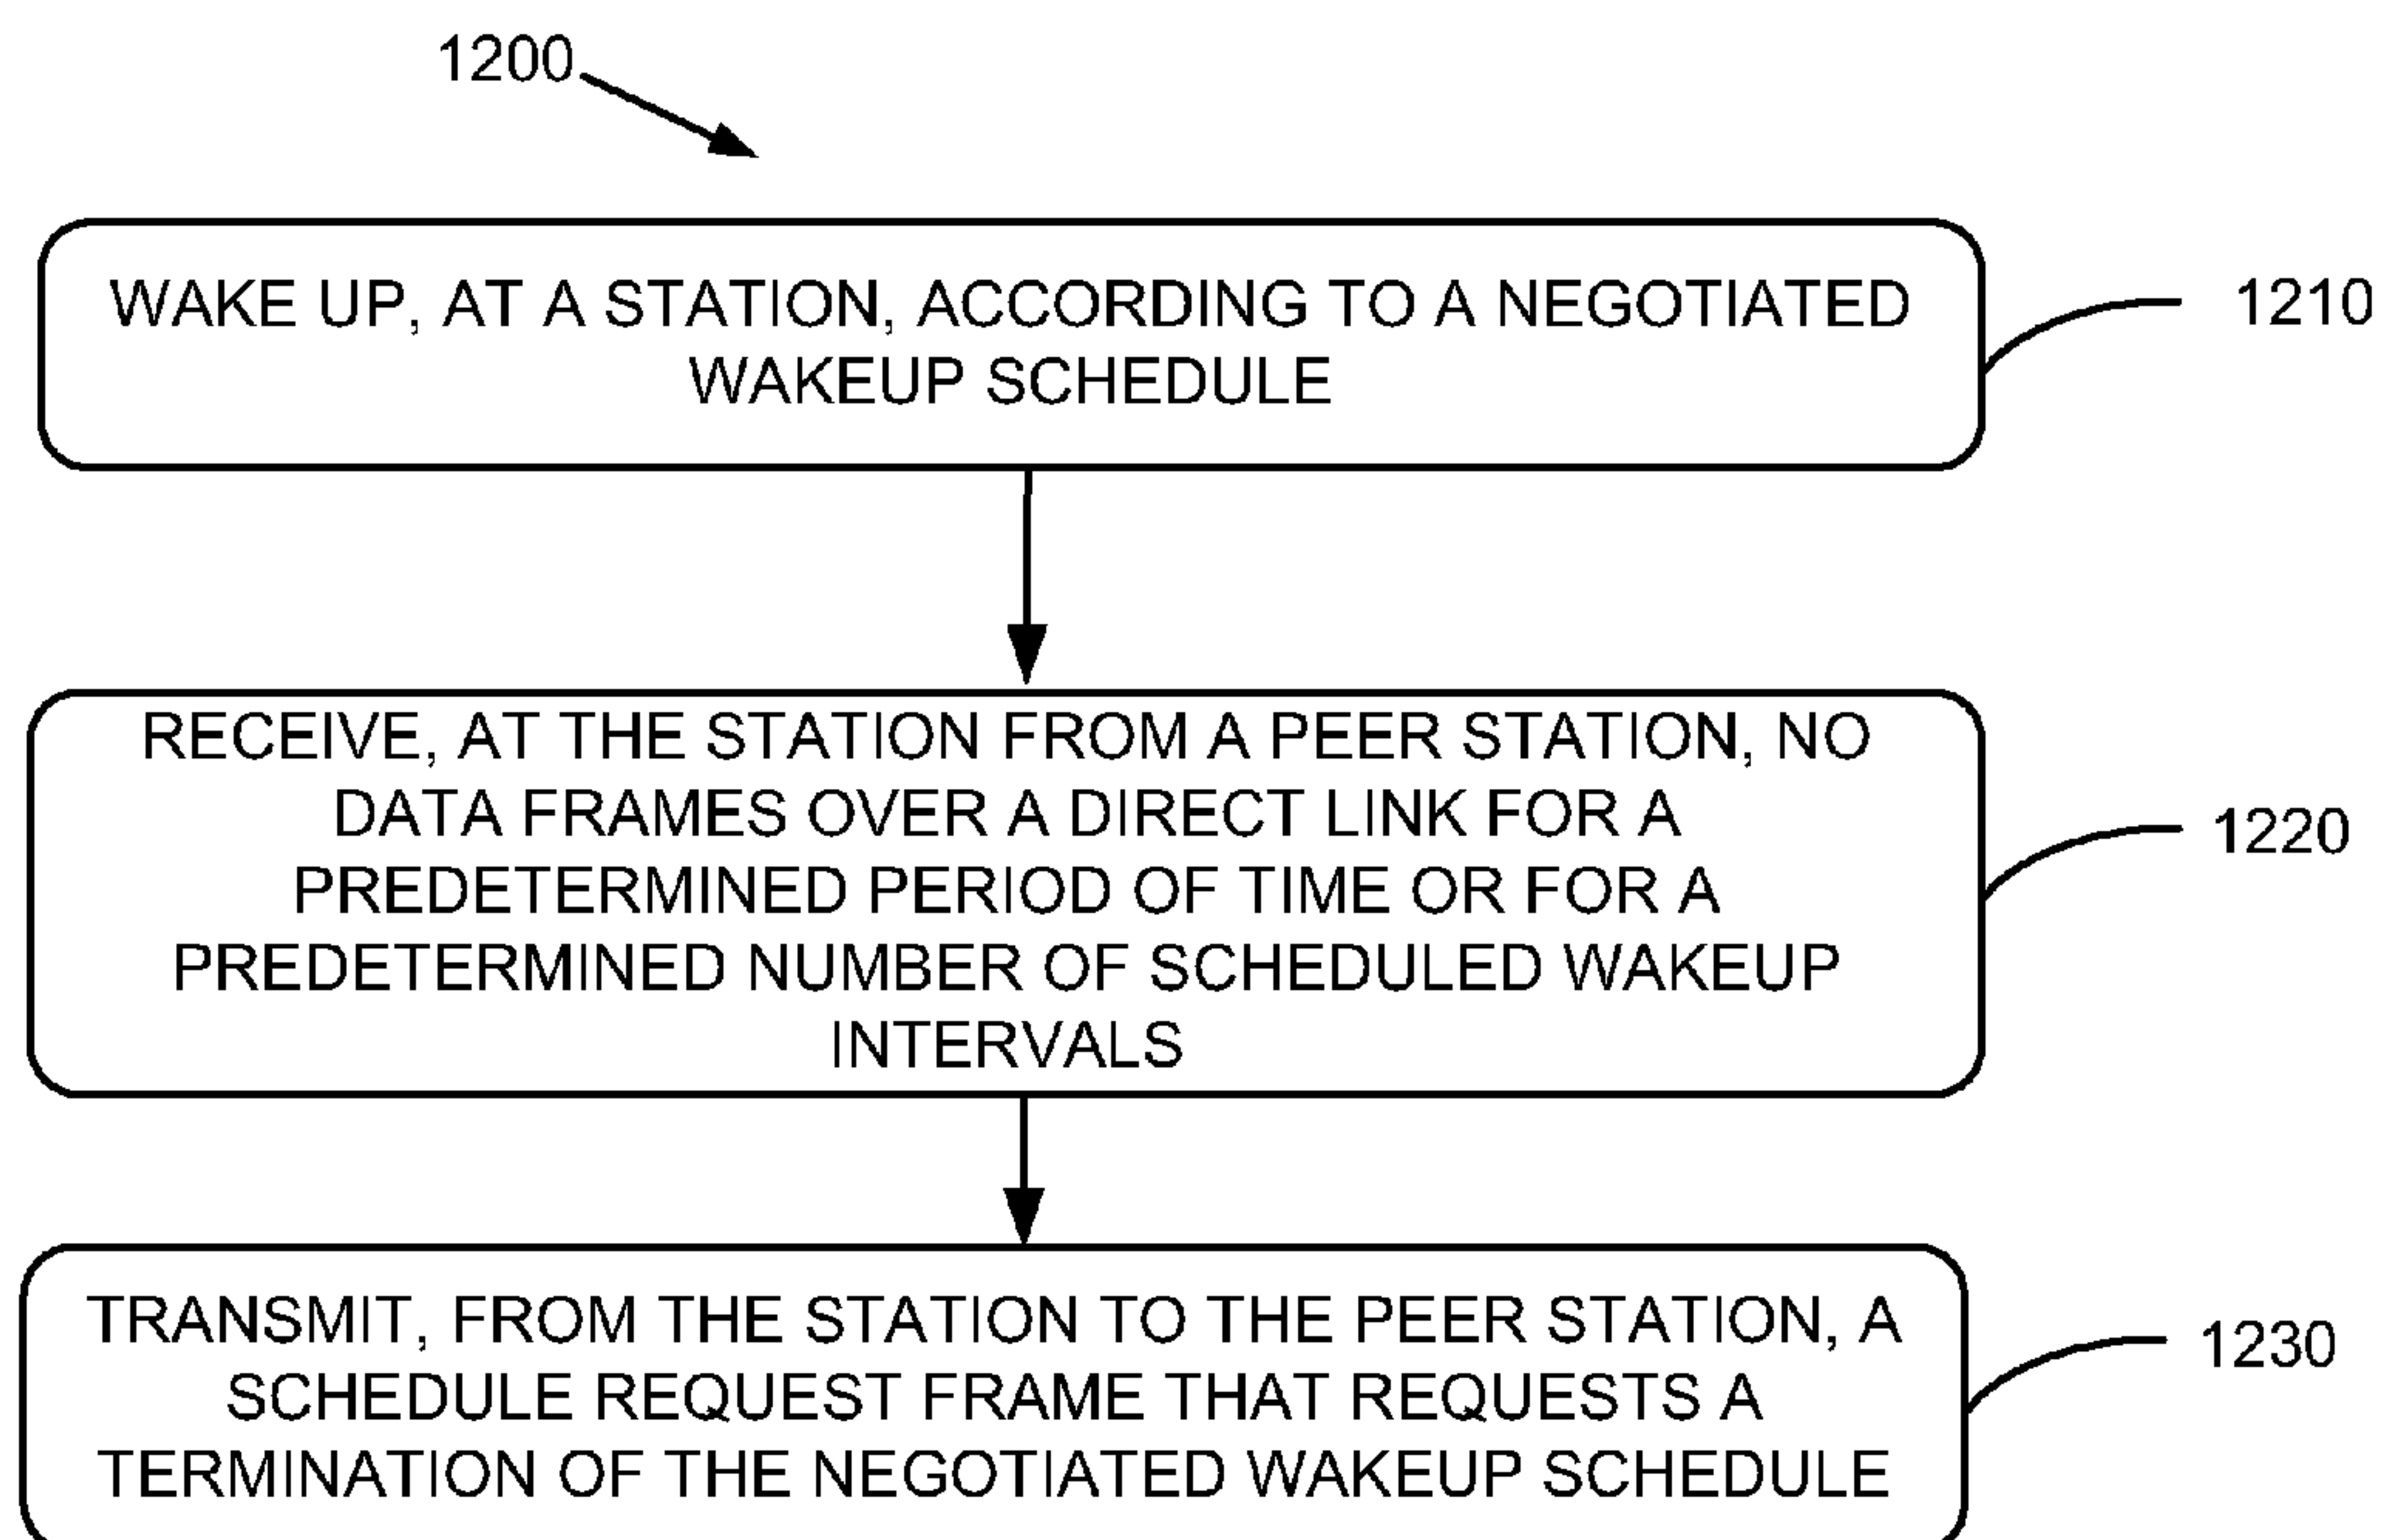 1200
WAKE UP, AT A STATION, ACCORDING TO A NEGOTIATED
WAKEUP SCHEDULE
1210
RECEIVE, AT THE STATION FROM A PEER STATION, NO
DATA FRAMES OVER A DIRECT LINK FOR A
PREDETERMINED PERIOD OF TIME OR FOR A
PREDETERMINED NUMBER OF SCHEDULED WAKEUP
INTERVALS
1220
TRANSMIT, FROM THE STATION TO THE PEER STATION, A
SCHEDULE REQUEST FRAME THAT REQUESTS A
TERMINATION OF THE NEGOTIATED WAKEUP SCHEDULE
1230